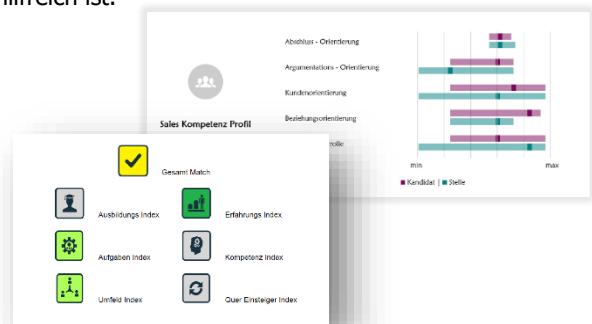 ist.
Abschluss - Orientierung
Argumentations - Orientierung
Kundenorientierung
Beziehungsorientierung
Sales Kompetenz Profil
min
max
Kandidat | Stelle
Gesamt Match
Ausbildungs Index
Erfahrungs Index
Aufgaben Index
Kompetenz Index
Umfeld Index
Quer Einsteiger Index